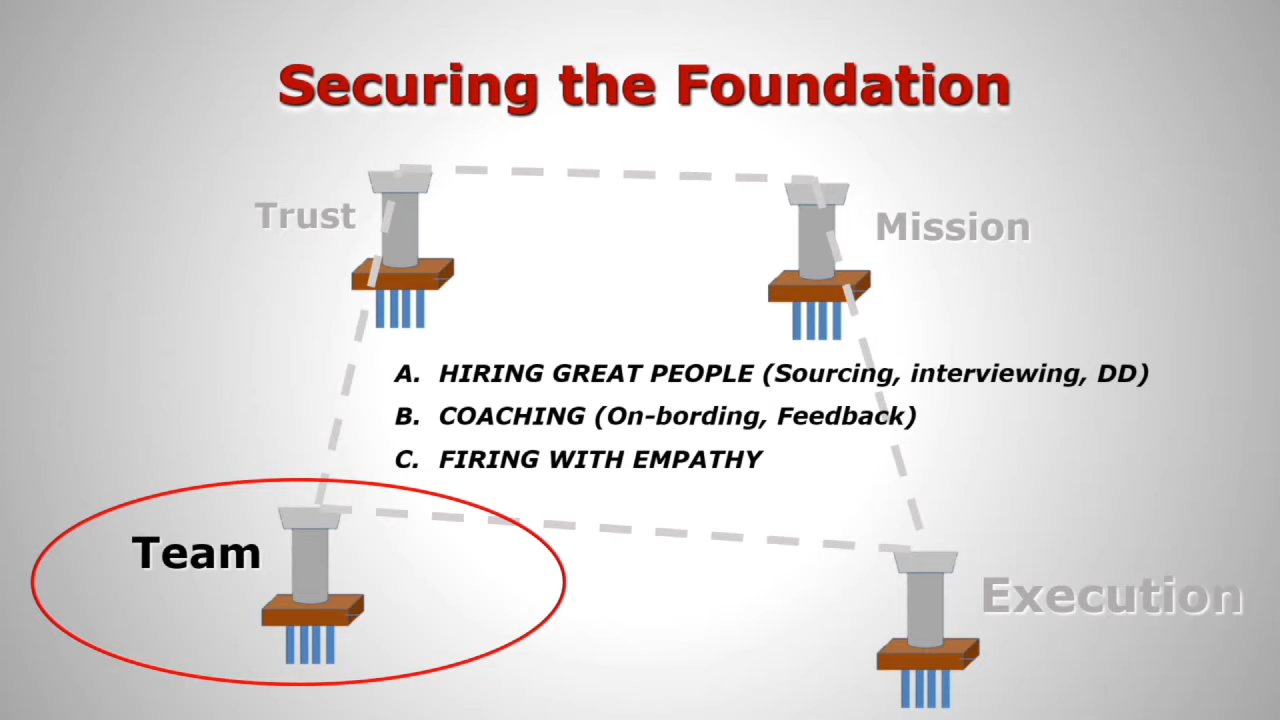 Securing the Foundation
Trust
Mission
A. HIRING GREAT PEOPLE (Sourcing, interviewing, DD)
B. COACHING (On-bording, Feedback)
C. FIRING WITH EMPATHY
Team
Execution